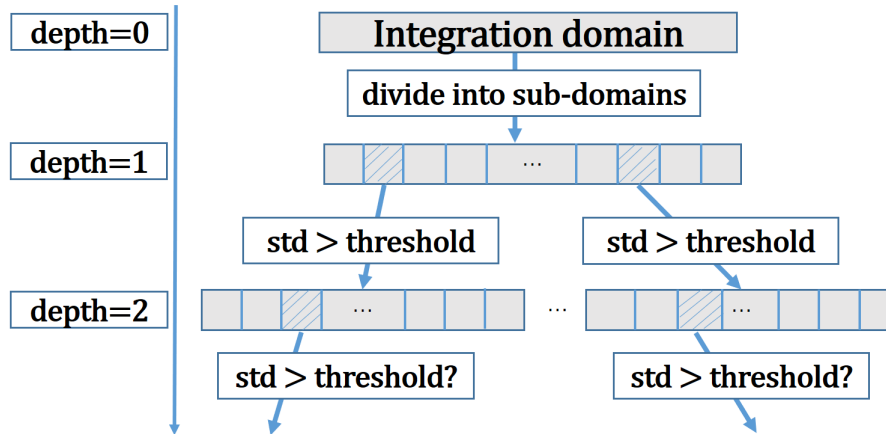 depth=0
Integration domain
divide into sub-domains
depth=1
...
std > threshold
std > threshold
depth=2
...
...
...
std > threshold?
std > threshold?